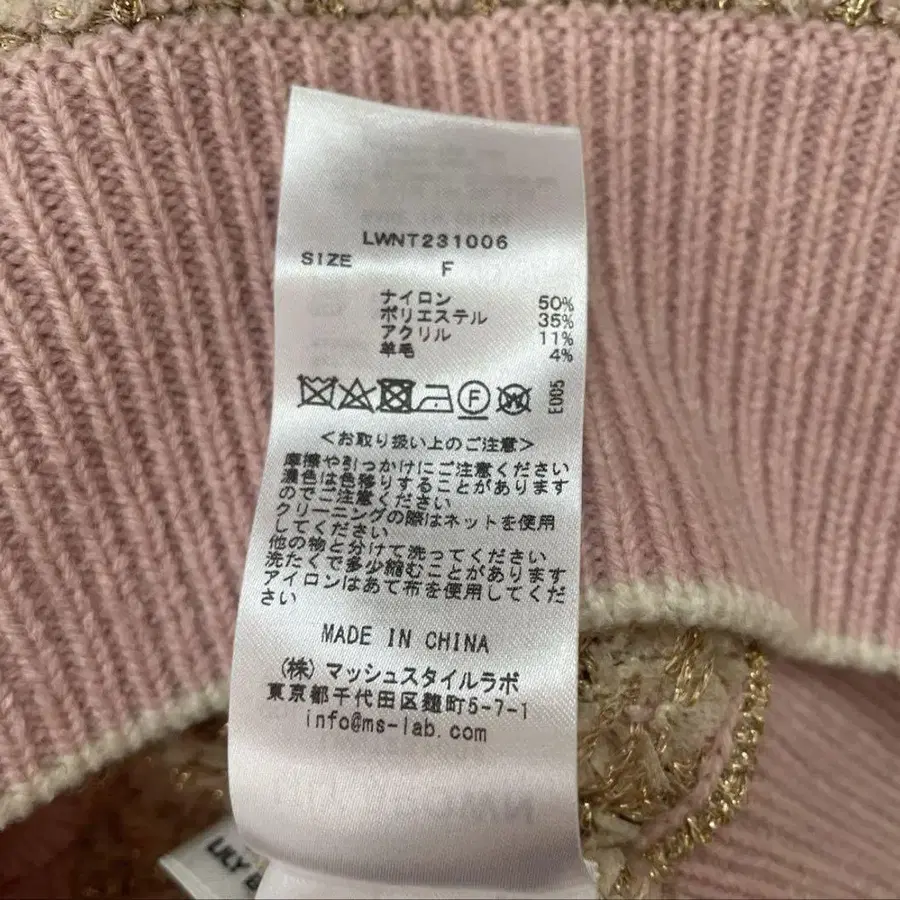 LWNT231006
SIZE F
ナイロン 50%
ポリエステル 35%
アクリル 11%
羊毛 4%
F W E005
<お取り扱い上のご注意>
摩擦や引っかけにご注意ください
濃色は色移りすることがあります
のでご注意ください
クリーニングの際はネットを使用
してください
他の物と分けて洗ってください
洗たくで多少縮むことがあります
アイロンはあて布を使用してくだ
さい
MADE IN CHINA
(株) マッシュスタイルラボ
東京都千代田区麹町5-7-1
info@ms-lab.com
LILY